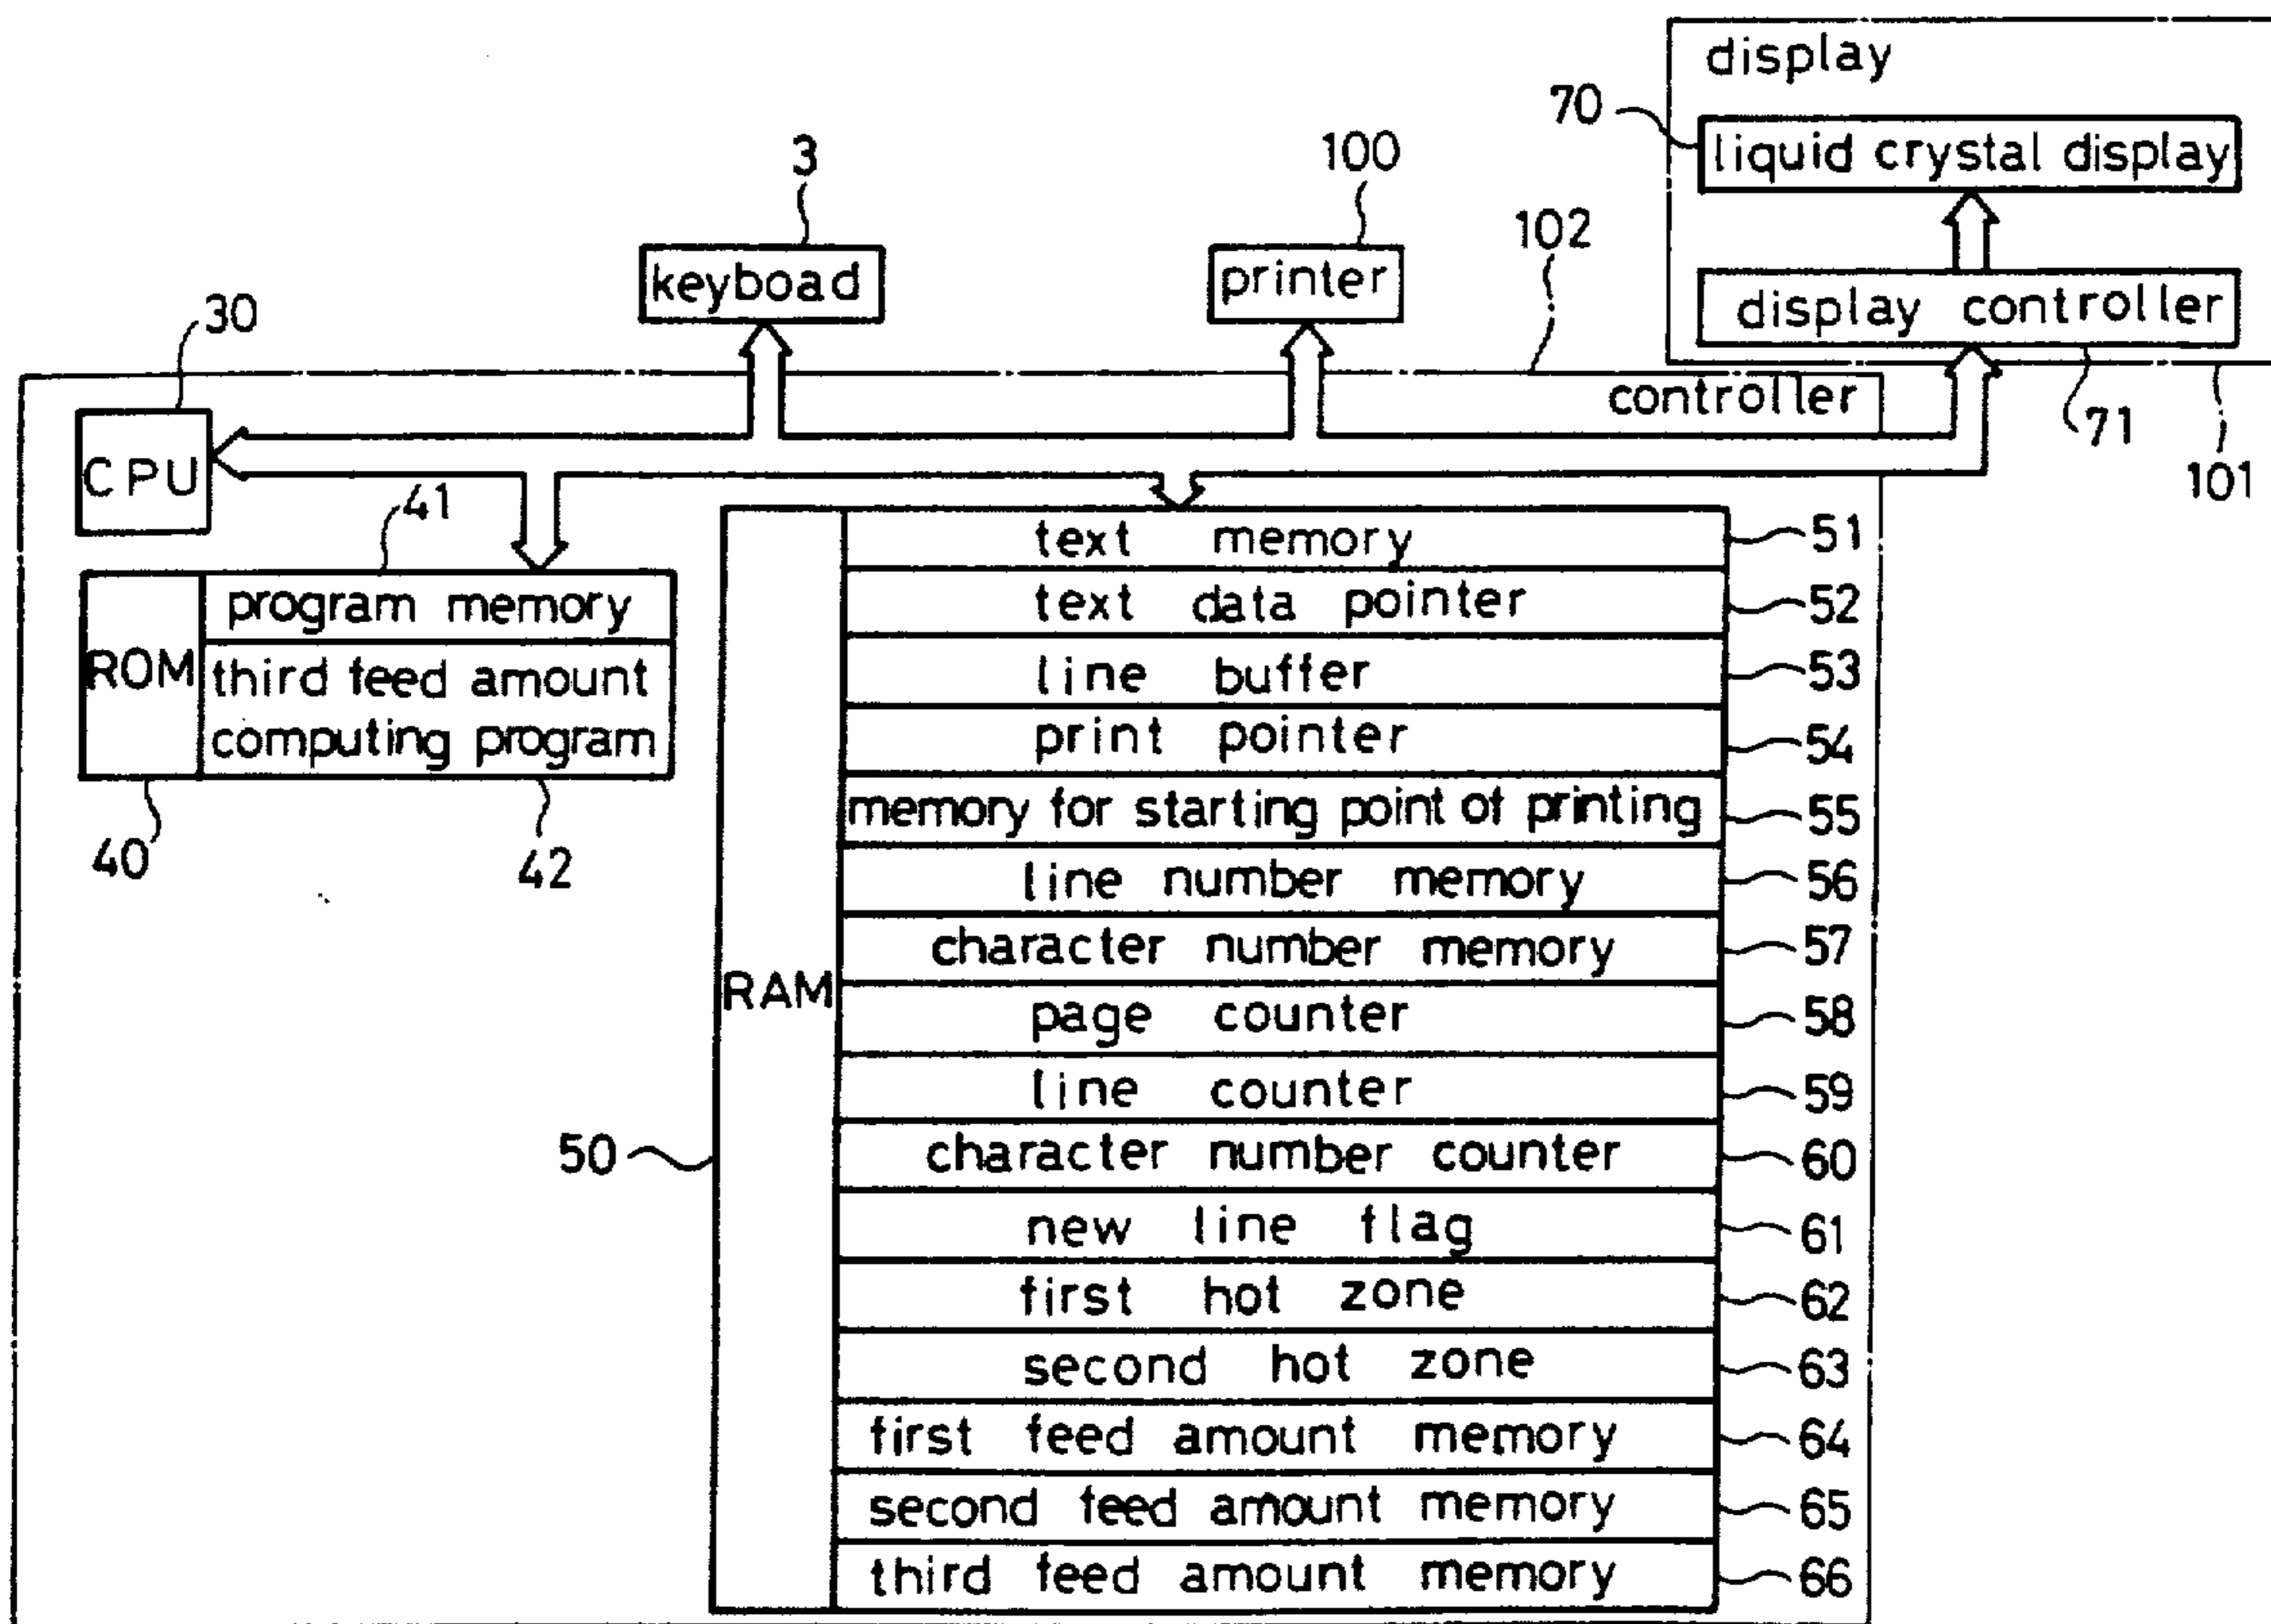 display
70
liquid crystal display
3
100
102
keyboad
printer
display controller
30
controller
71
101
CPU
41
ROM
program memory
third feed amount
computing program
40
42
RAM
50
text memory 51
text data pointer 52
line buffer 53
print pointer 54
memory for starting point of printing 55
line number memory 56
character number memory 57
page counter 58
line counter 59
character number counter 60
new line flag 61
first hot zone 62
second hot zone 63
first feed amount memory 64
second feed amount memory 65
third feed amount memory 66